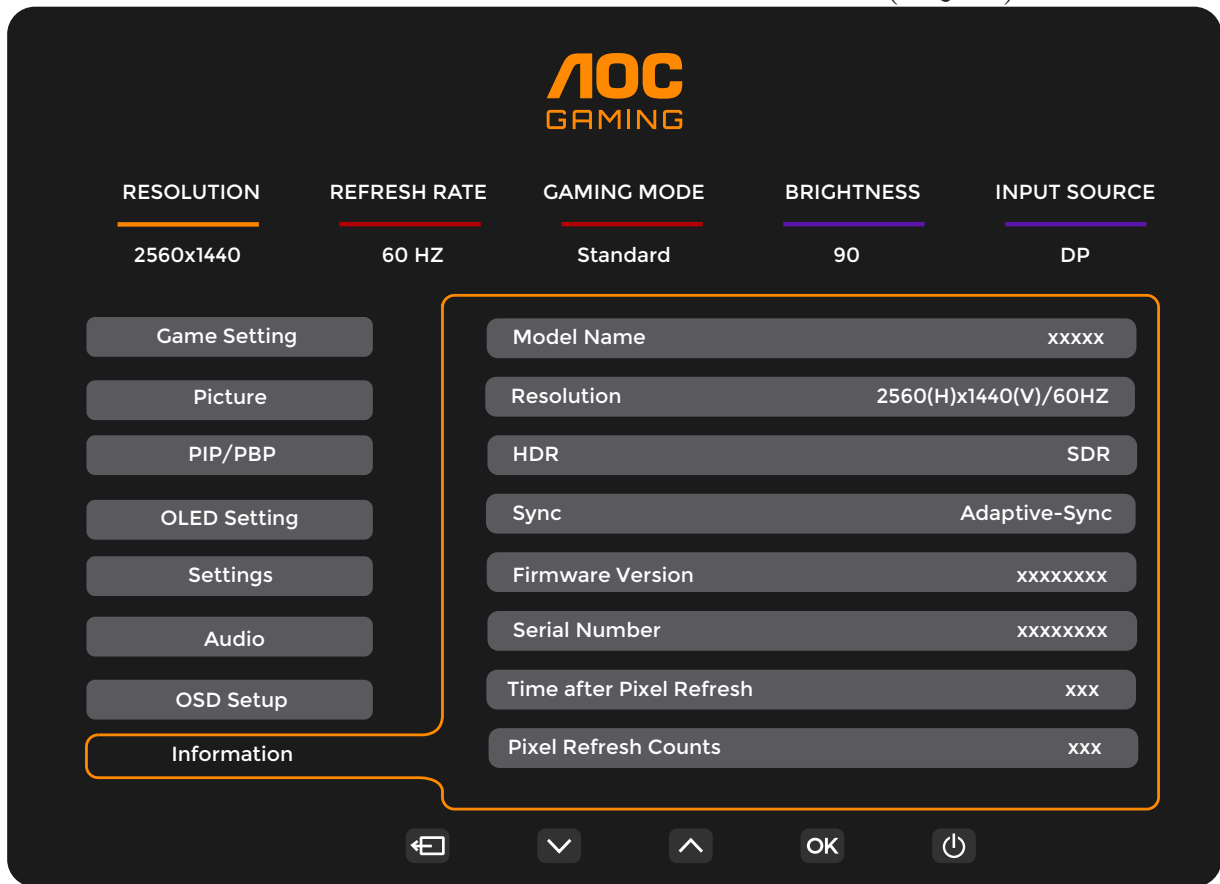 AOC
GAMING
RESOLUTION REFRESH RATE GAMING MODE BRIGHTNESS INPUT SOURCE
2560x1440 60 HZ Standard 90 DP
Game Setting
Picture
PIP/PBP
OLED Setting
Settings
Audio
OSD Setup
Information
Model Name xxxxx
Resolution 2560(H)x1440(V)/60HZ
HDR SDR
Sync Adaptive-Sync
Firmware Version xxxxxxxx
Serial Number xxxxxxxx
Time after Pixel Refresh xxx
Pixel Refresh Counts xxx
OK